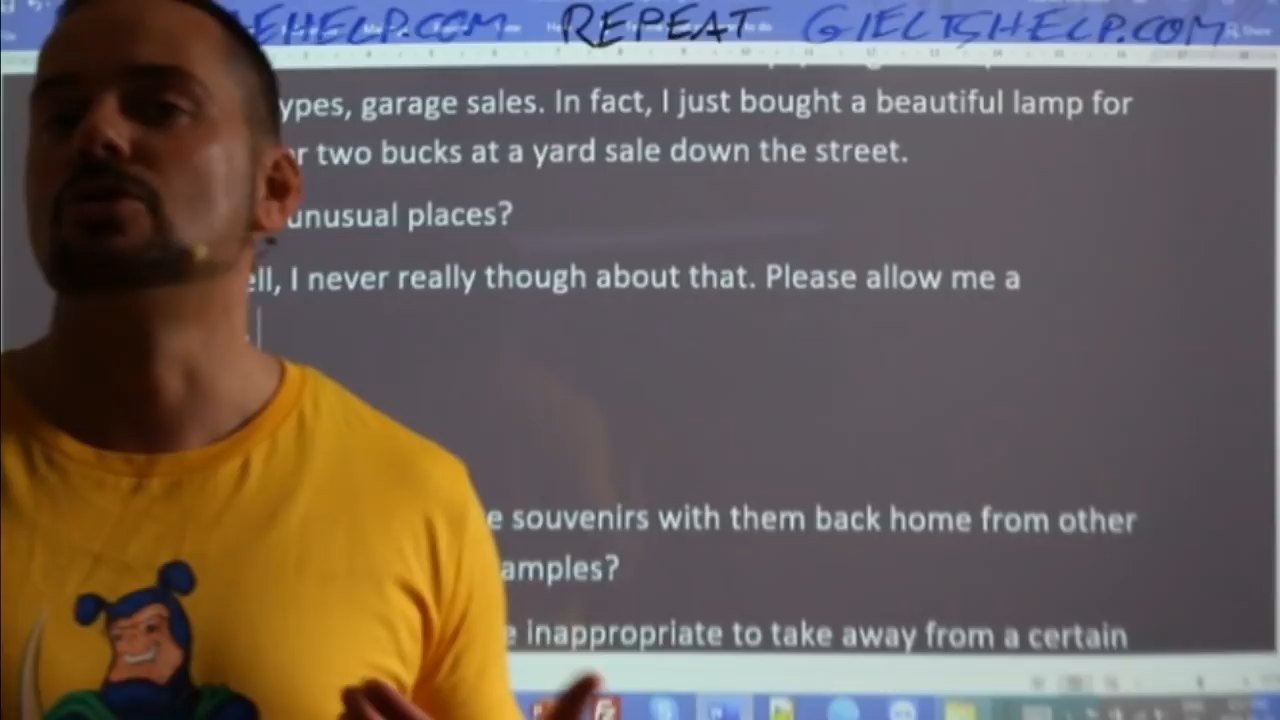 EHELP.COM REPEAT GIELTSHELP.COM
ypes, garage sales. In fact, I just bought a beautiful lamp for
r two bucks at a yard sale down the street.
unusual places?
ell, I never really though about that. Please allow me a
e souvenirs with them back home from other
amples?
e inappropriate to take away from a certain